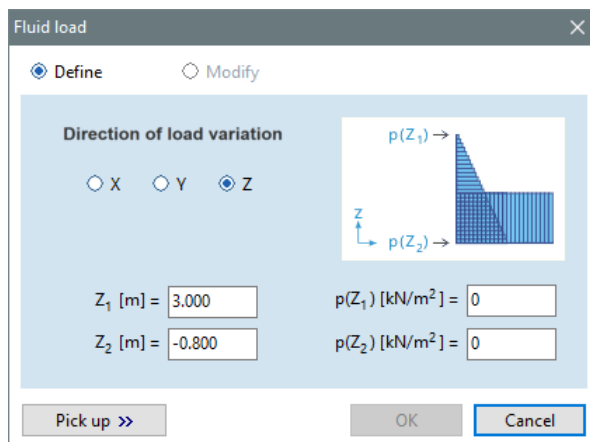 Fluid load
Define Modify
Direction of load variation
X Y Z
p(Z₁)
Z
p(Z₂)
Z₁ [m] = 3.000 p(Z₁) [kN/m²] = 0
Z₂ [m] = -0.800 p(Z₂) [kN/m²] = 0
Pick up >> OK Cancel